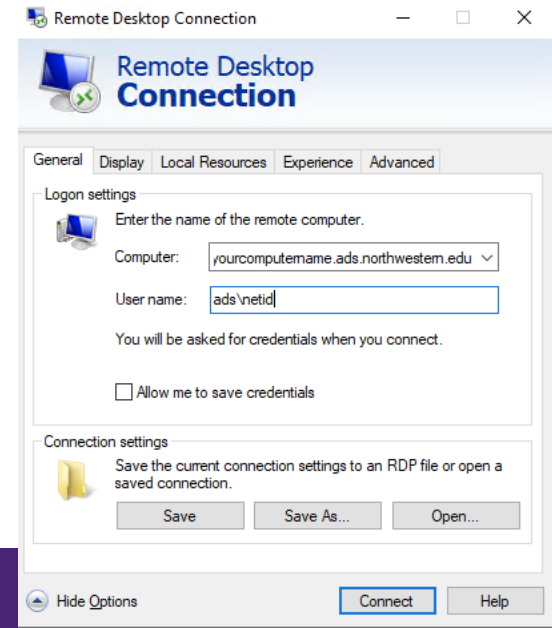 Remote Desktop Connection
Remote Desktop
Connection
General Display Local Resources Experience Advanced
Logon settings
Enter the name of the remote computer.
Computer: yourcomputername.ads.northwestern.edu
User name: ads\netid
You will be asked for credentials when you connect.
Allow me to save credentials
Connection settings
Save the current connection settings to an RDP file or open a
saved connection.
Save Save As... Open...
Hide Options Connect Help